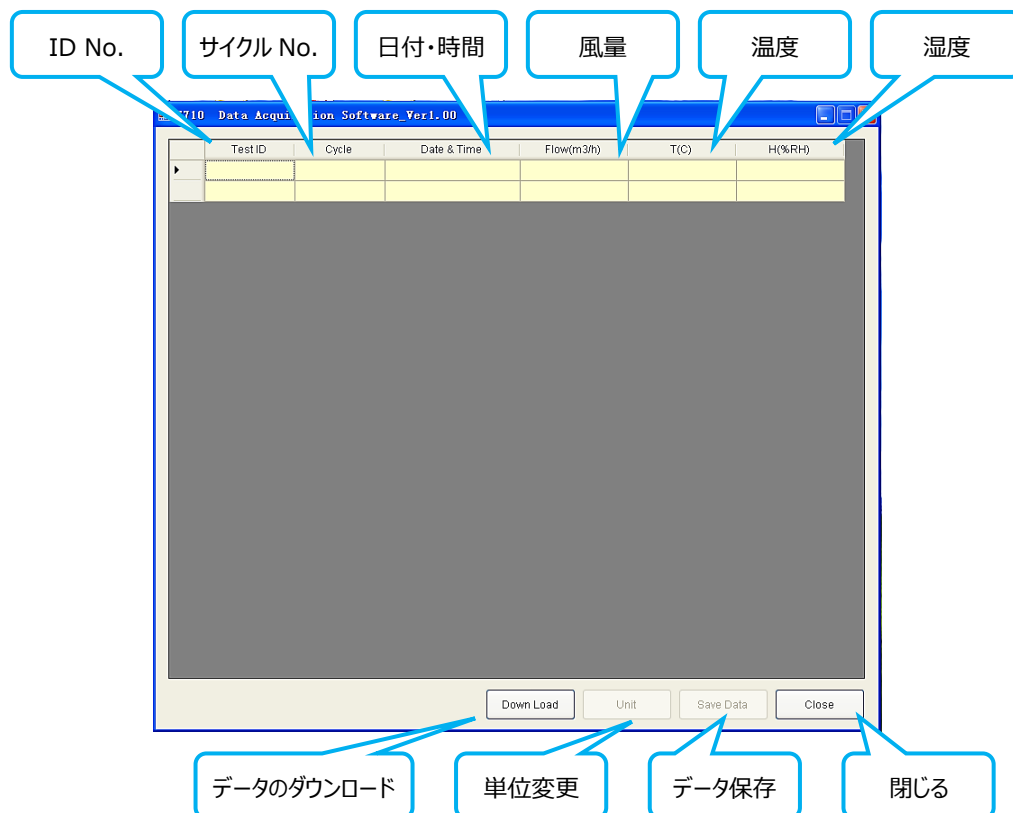 ID No.
サイクル No.
日付・時間
風量
温度
湿度
710 Data Acqui ion Software_Ver1.00
Test ID
Cycle
Date & Time
Flow(m3/h)
T(C)
H(%RH)
Down Load
Unit
Save Data
Close
データのダウンロード
単位変更
データ保存
閉じる